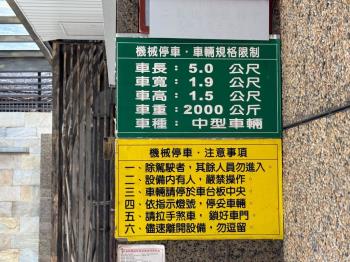 機械停車‧車輛規格限制
車長：5.0 公尺
車寬：1.9 公尺
車高：1.5 公尺
車重：2000 公斤
車種：中型車輛
機械停車‧注意事項
一、除駕駛者，其餘人員勿進入
二、設備內有人，嚴禁操作
三、車輛請停於車台板中央
四、依指示燈號，停妥車輛
五、請拉手煞車，鎖好車門
六、儘速離開設備，勿逗留